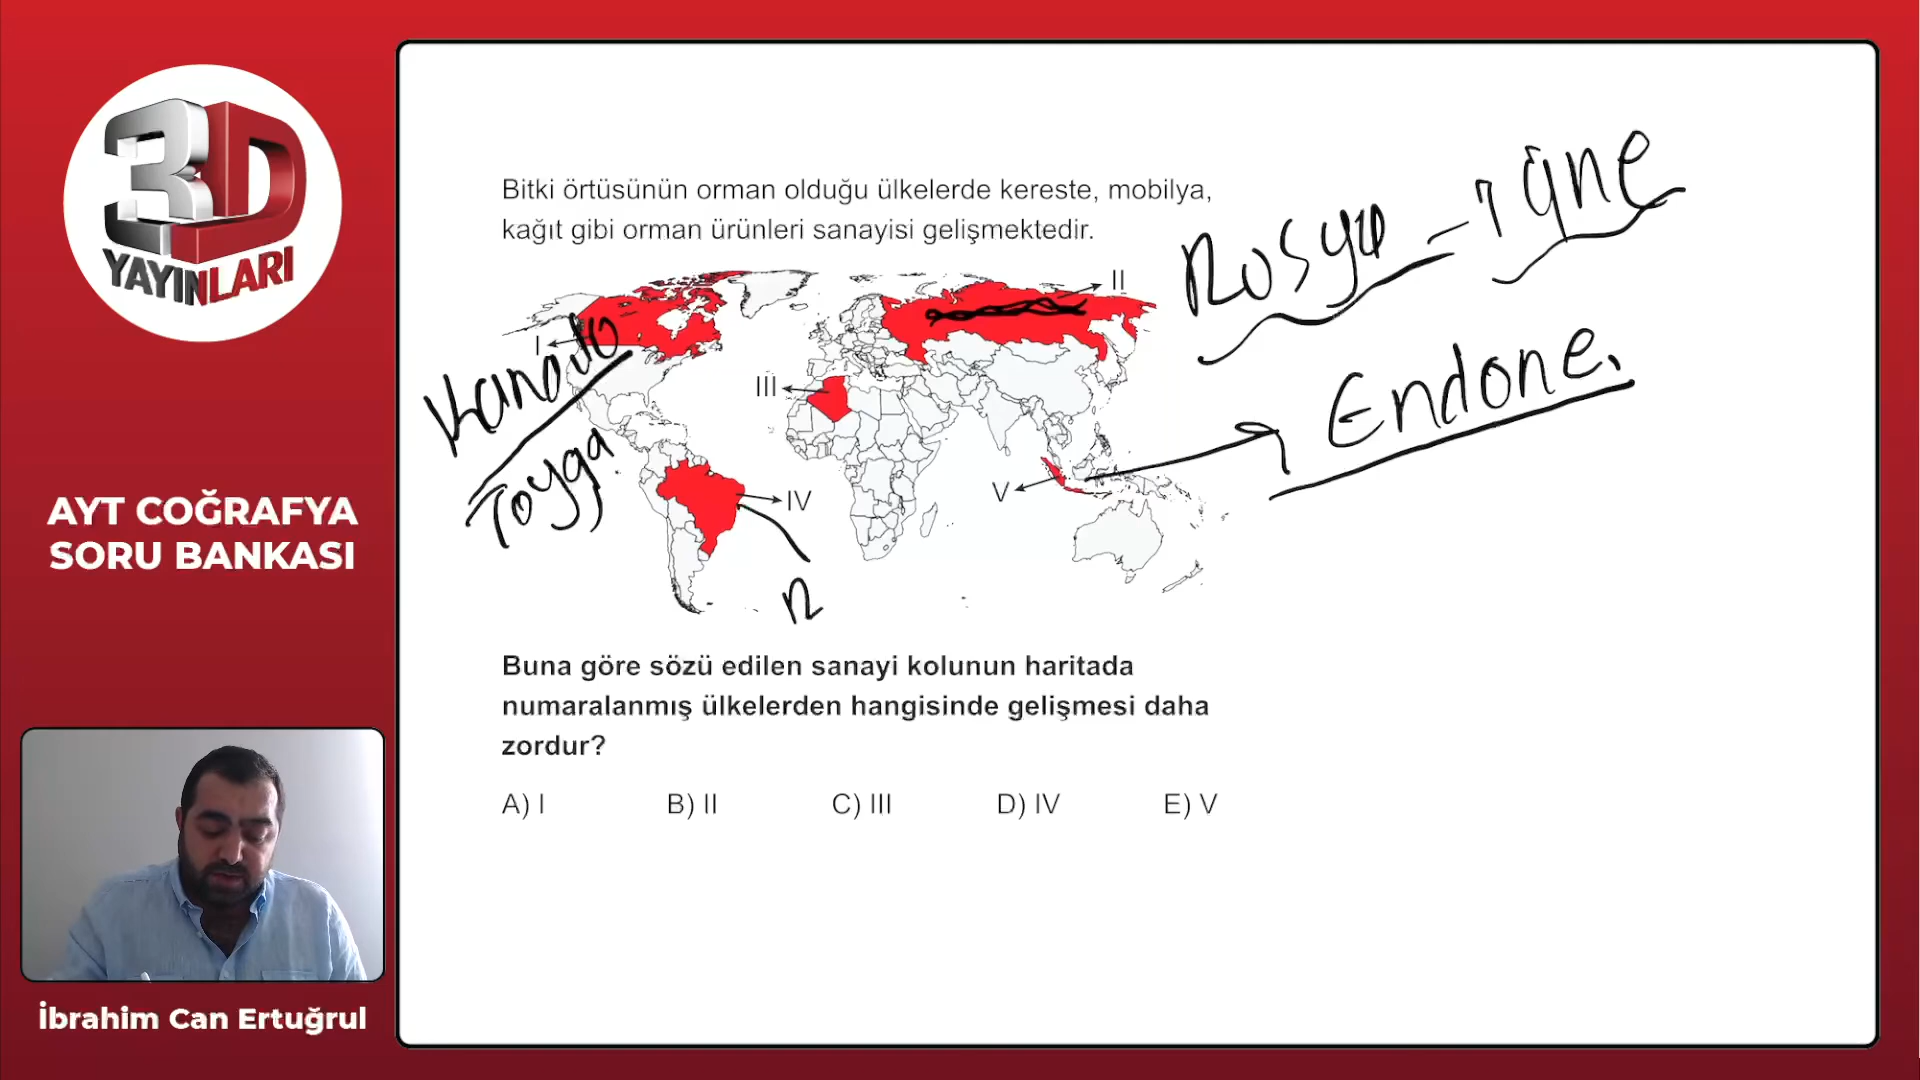 3D
YAYINLARI
AYT COĞRAFYA
SORU BANKASI
İbrahim Can Ertuğrul
Bitki örtüsünün orman olduğu ülkelerde kereste, mobilya,
kağıt gibi orman ürünleri sanayisi gelişmektedir.
I
II
III
IV
V
Kanada
Tayga
Rusya - İğne
Endone.
Buna göre sözü edilen sanayi kolunun haritada
numaralanmış ülkelerden hangisinde gelişmesi daha
zordur?
A) I B) II C) III D) IV E) V